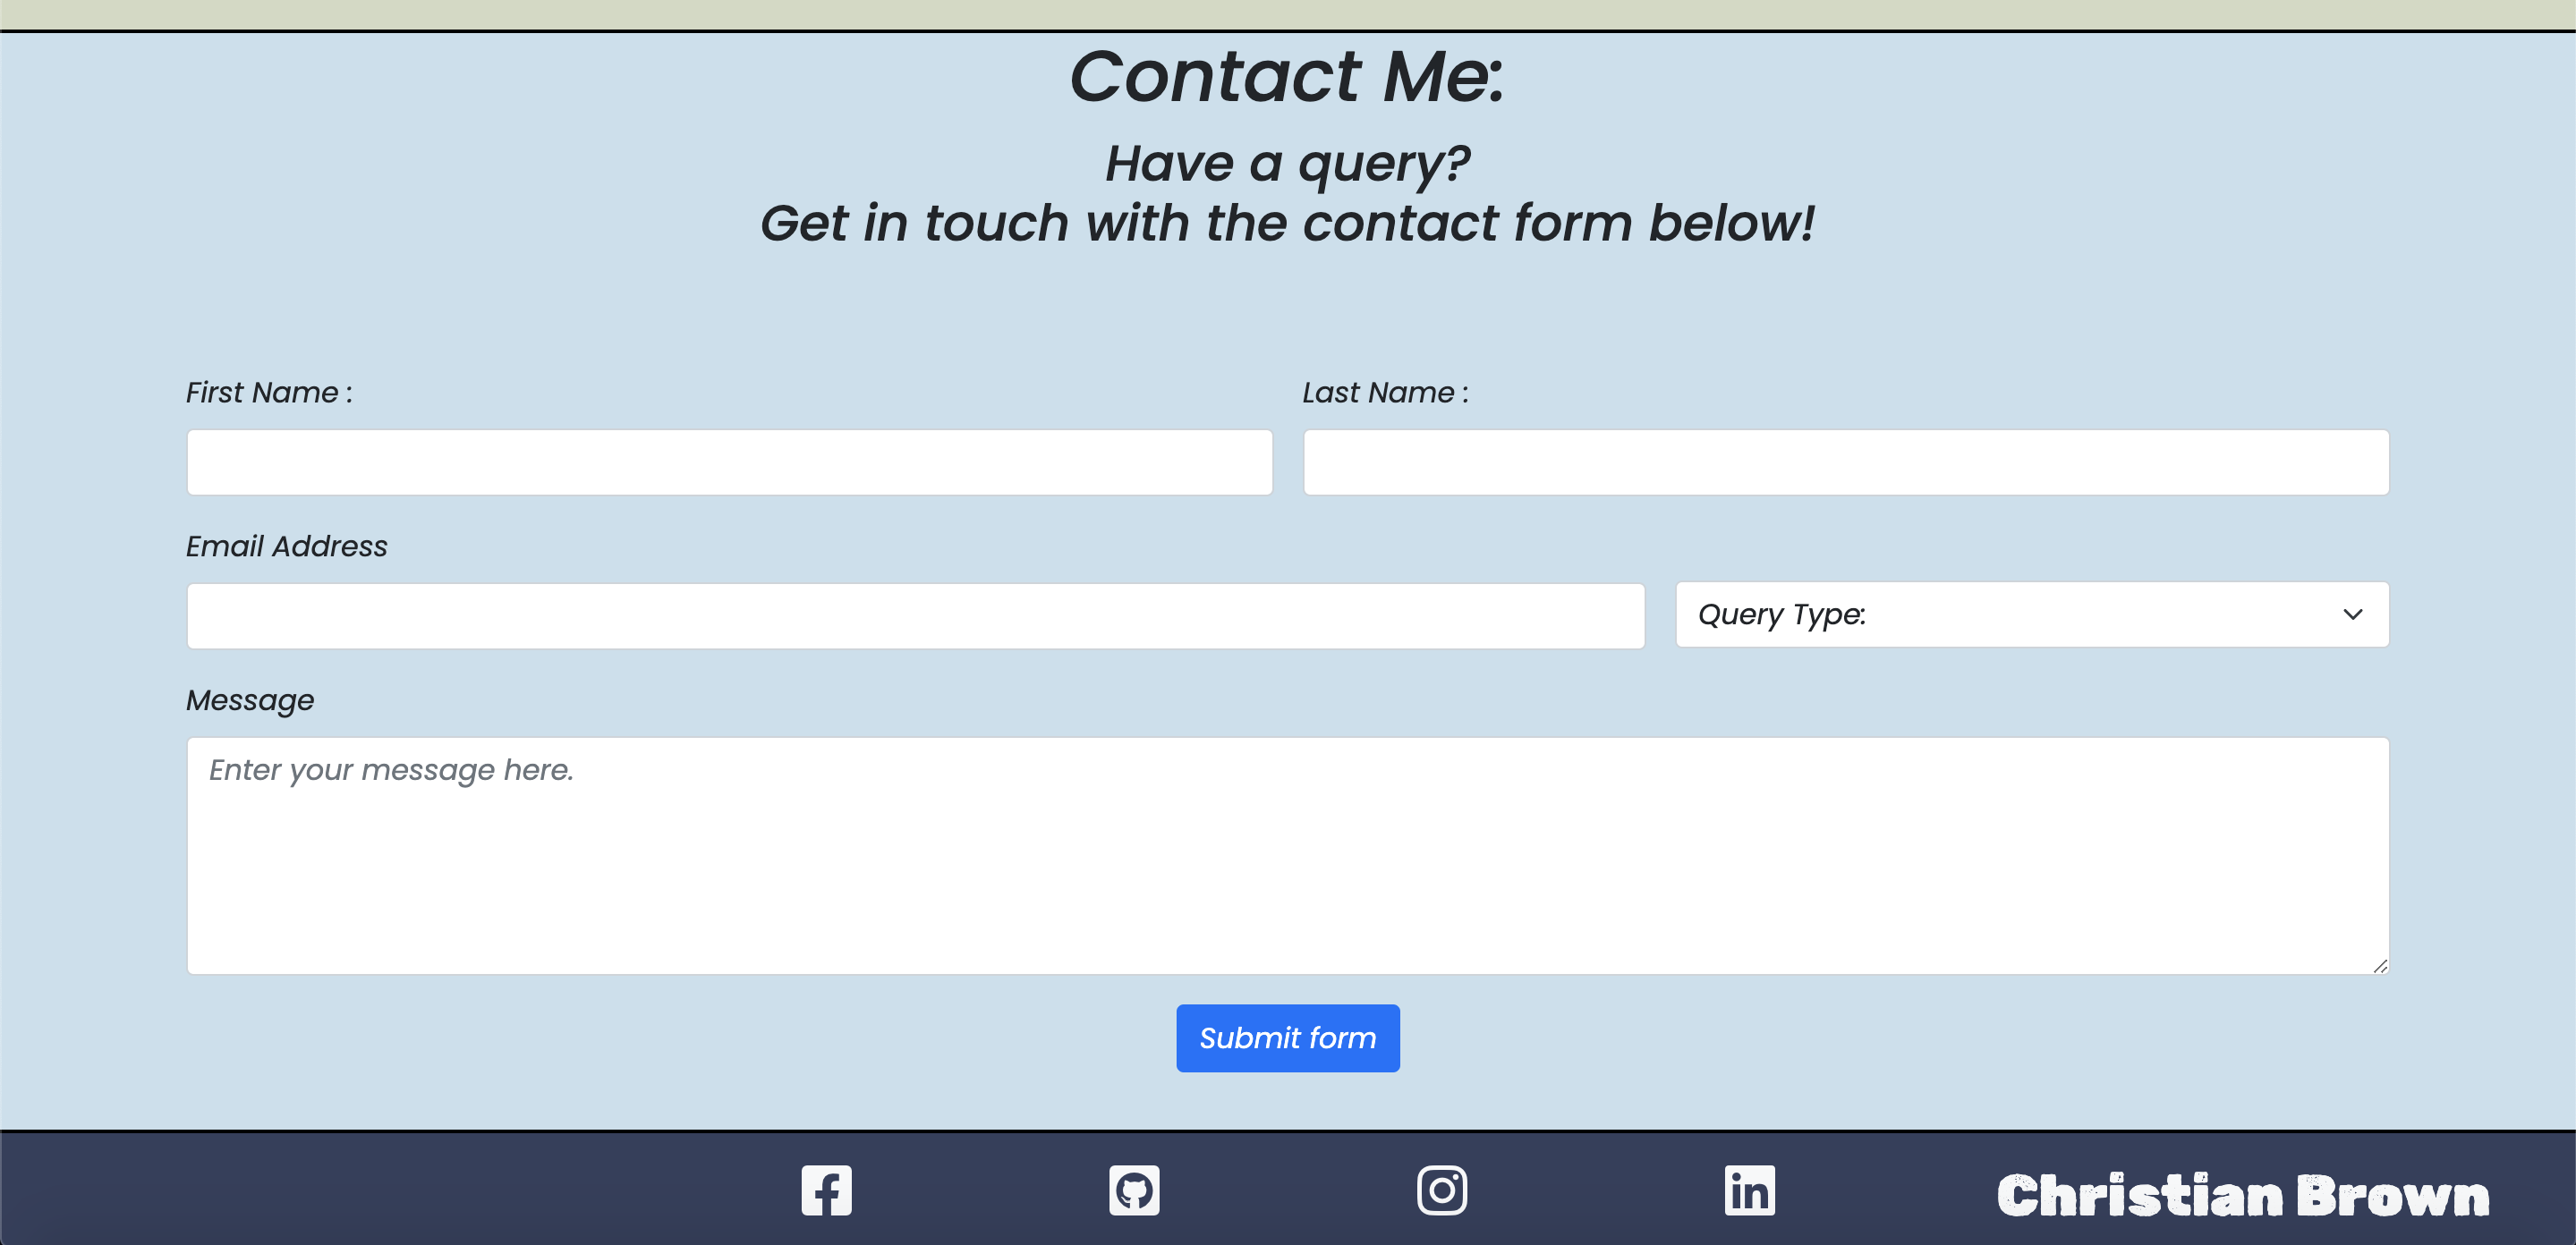 Contact Me:
Have a query?
Get in touch with the contact form below!
First Name :
Last Name :
Email Address
Query Type:
Message
Enter your message here.
Submit form
Christian Brown